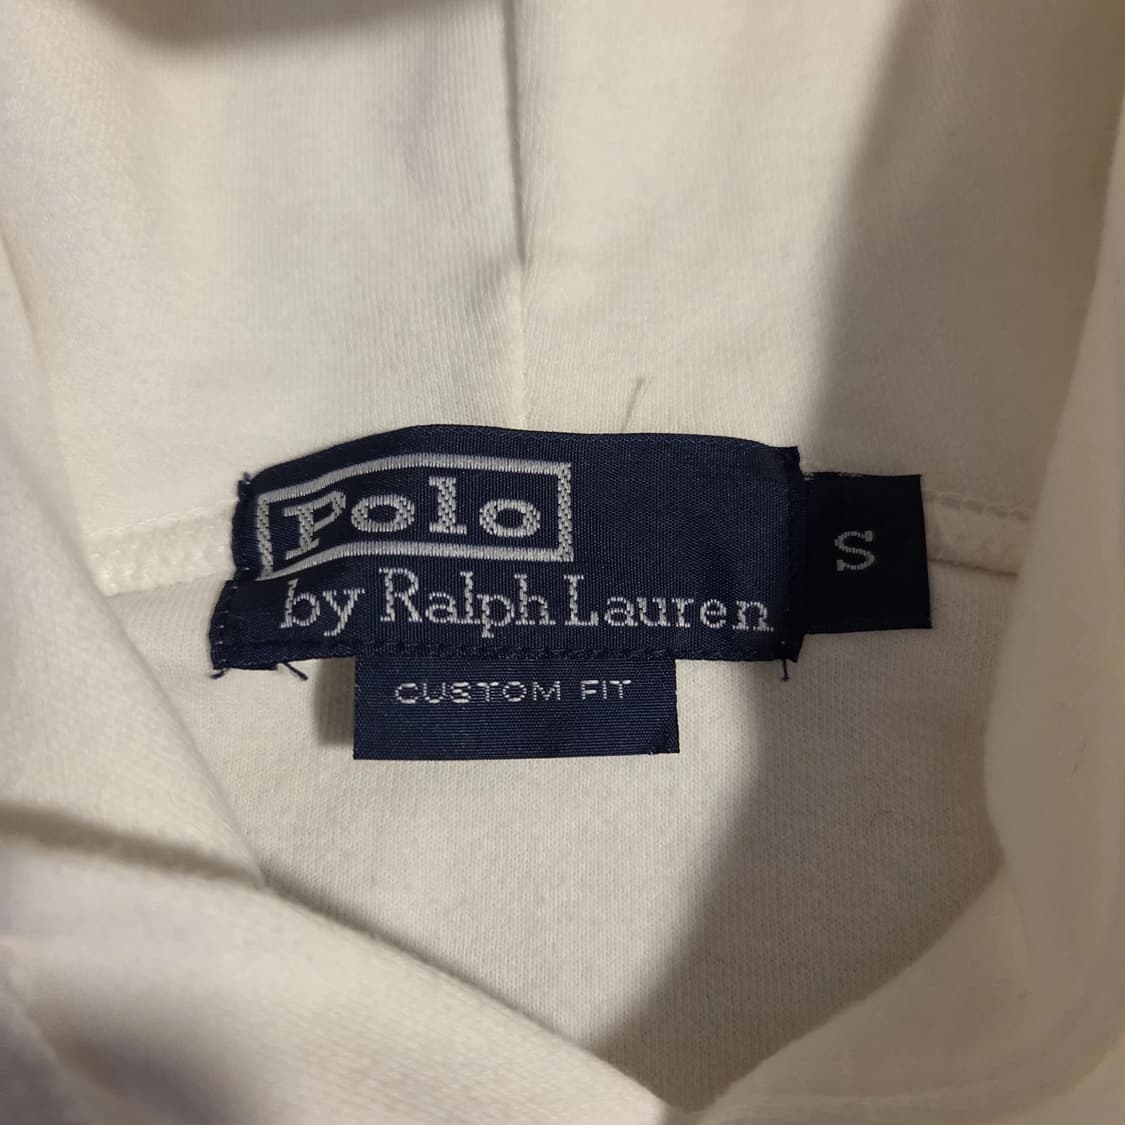 Polo
by Ralph Lauren
S
CUSTOM FIT